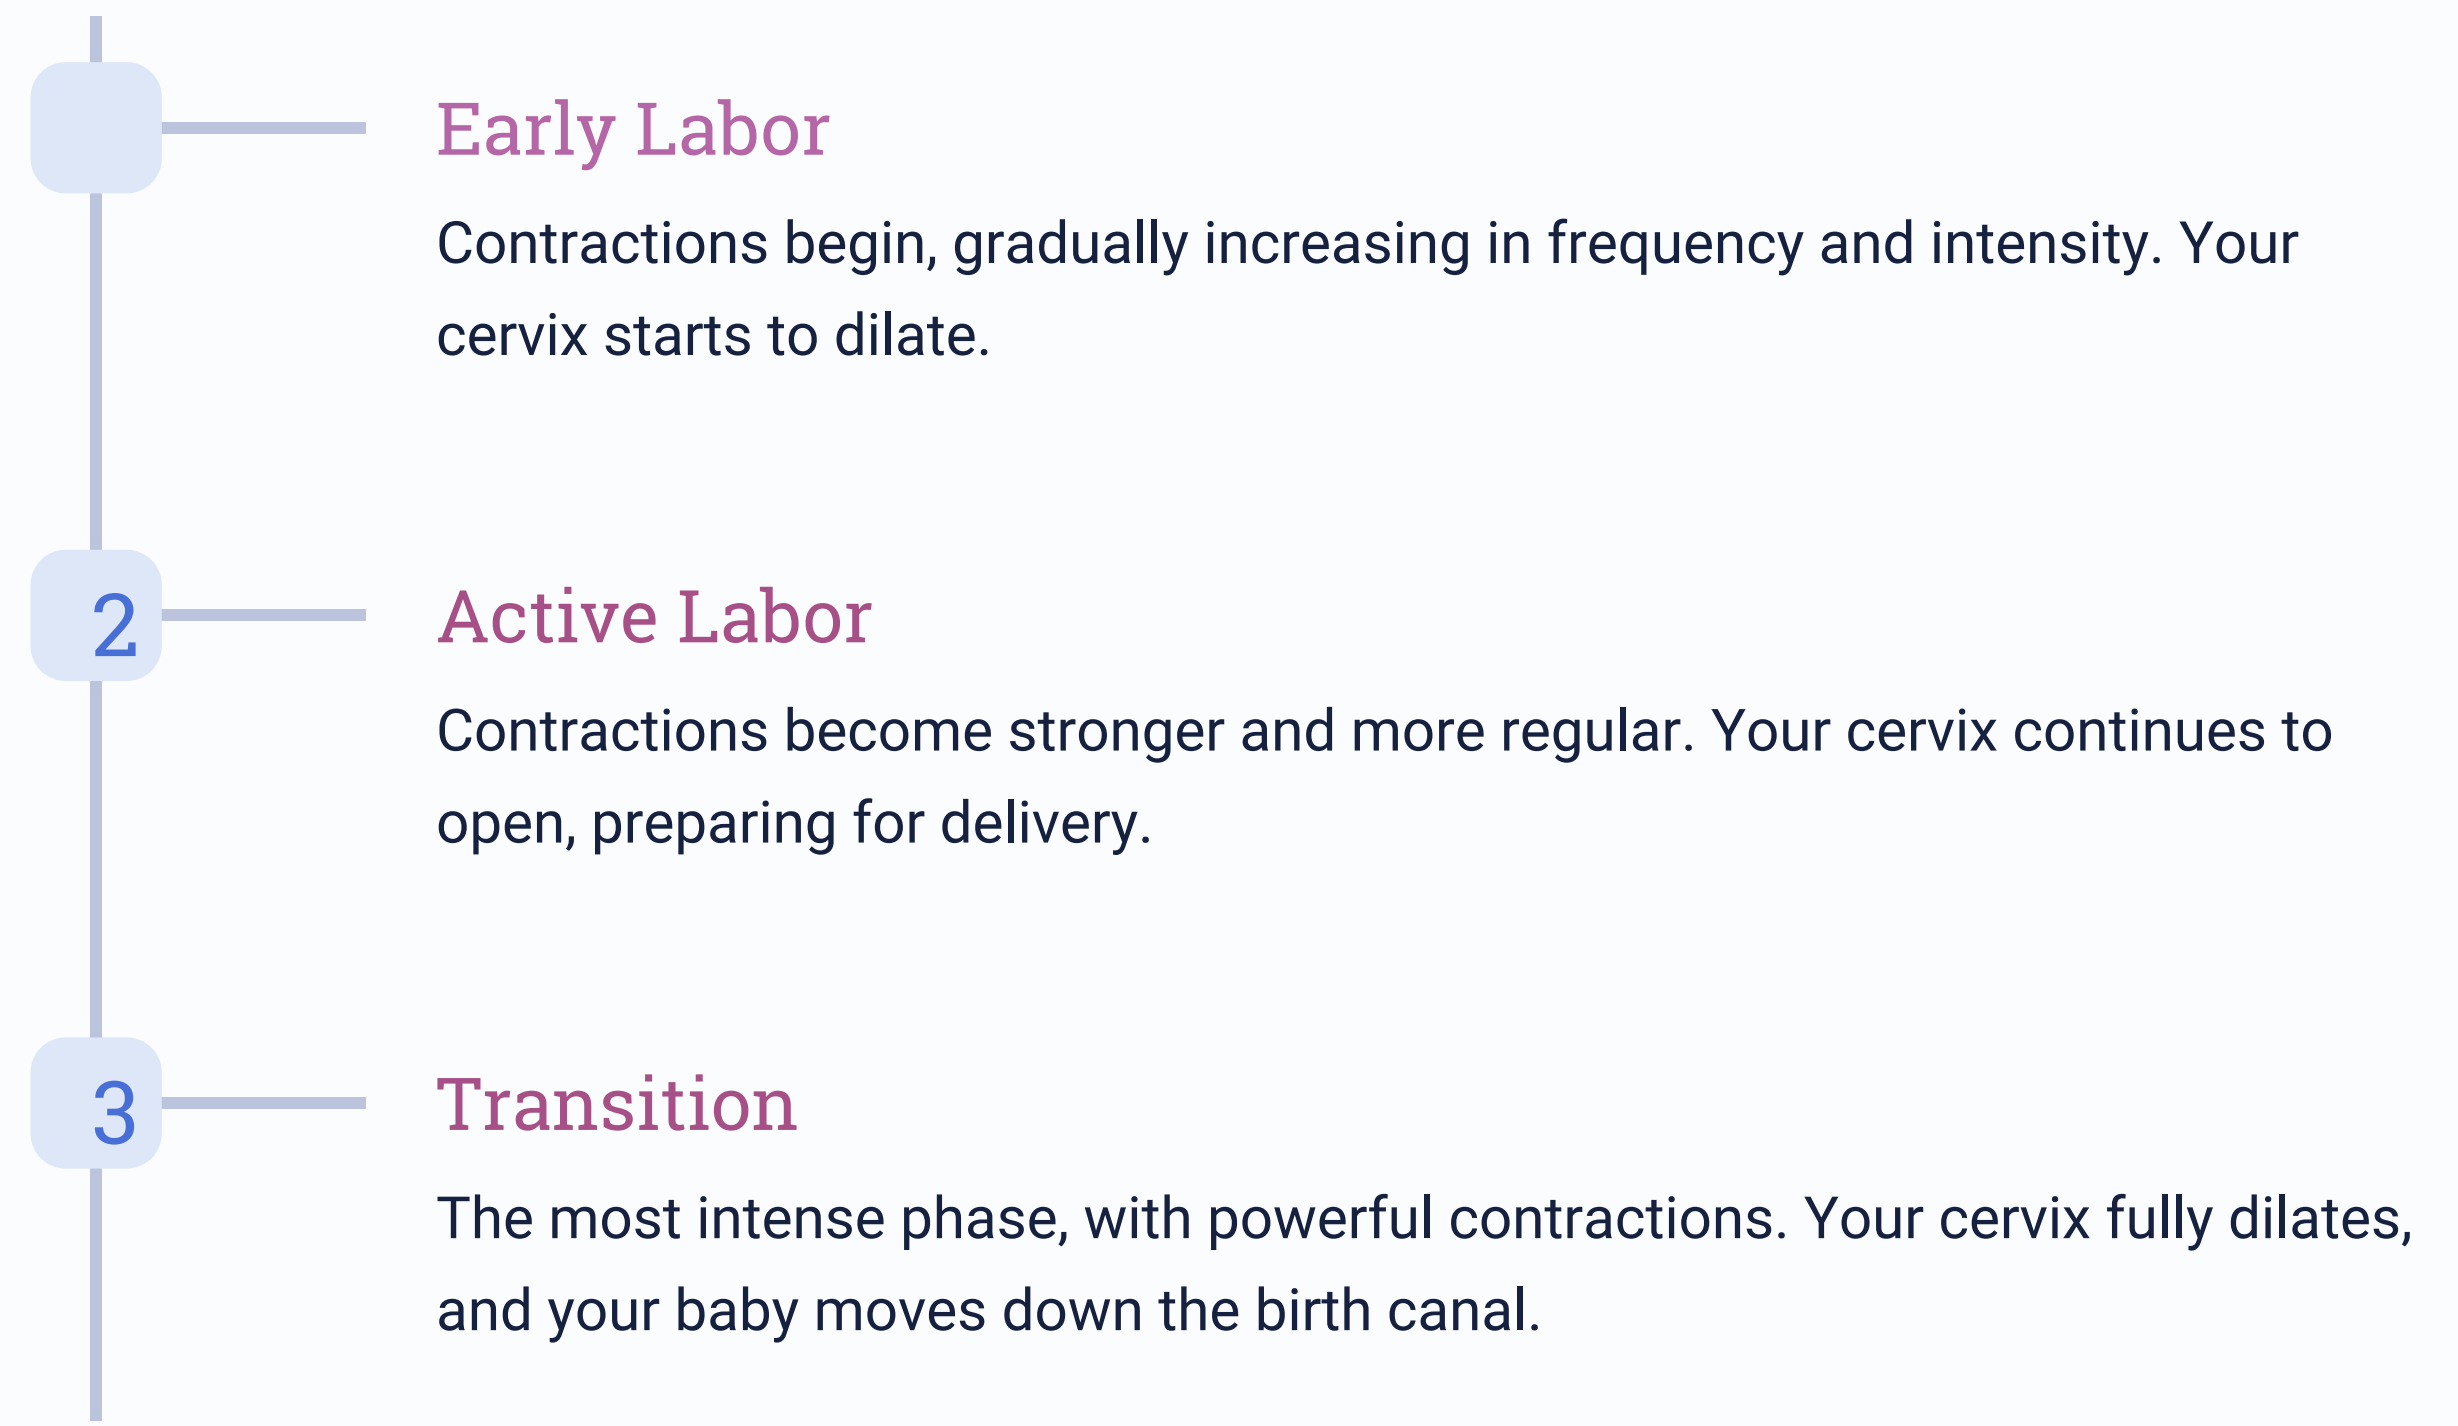 Early Labor
Contractions begin, gradually increasing in frequency and intensity. Your
cervix starts to dilate.
2
Active Labor
Contractions become stronger and more regular. Your cervix continues to
open, preparing for delivery.
3
Transition
The most intense phase, with powerful contractions. Your cervix fully dilates,
and your baby moves down the birth canal.